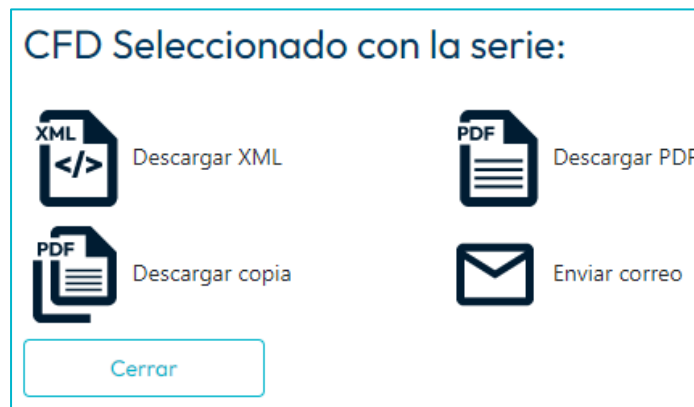 CFD Seleccionado con la serie:
XML
</>
Descargar XML
PDF
Descargar PDF
PDF
Descargar copia
Enviar correo
Cerrar